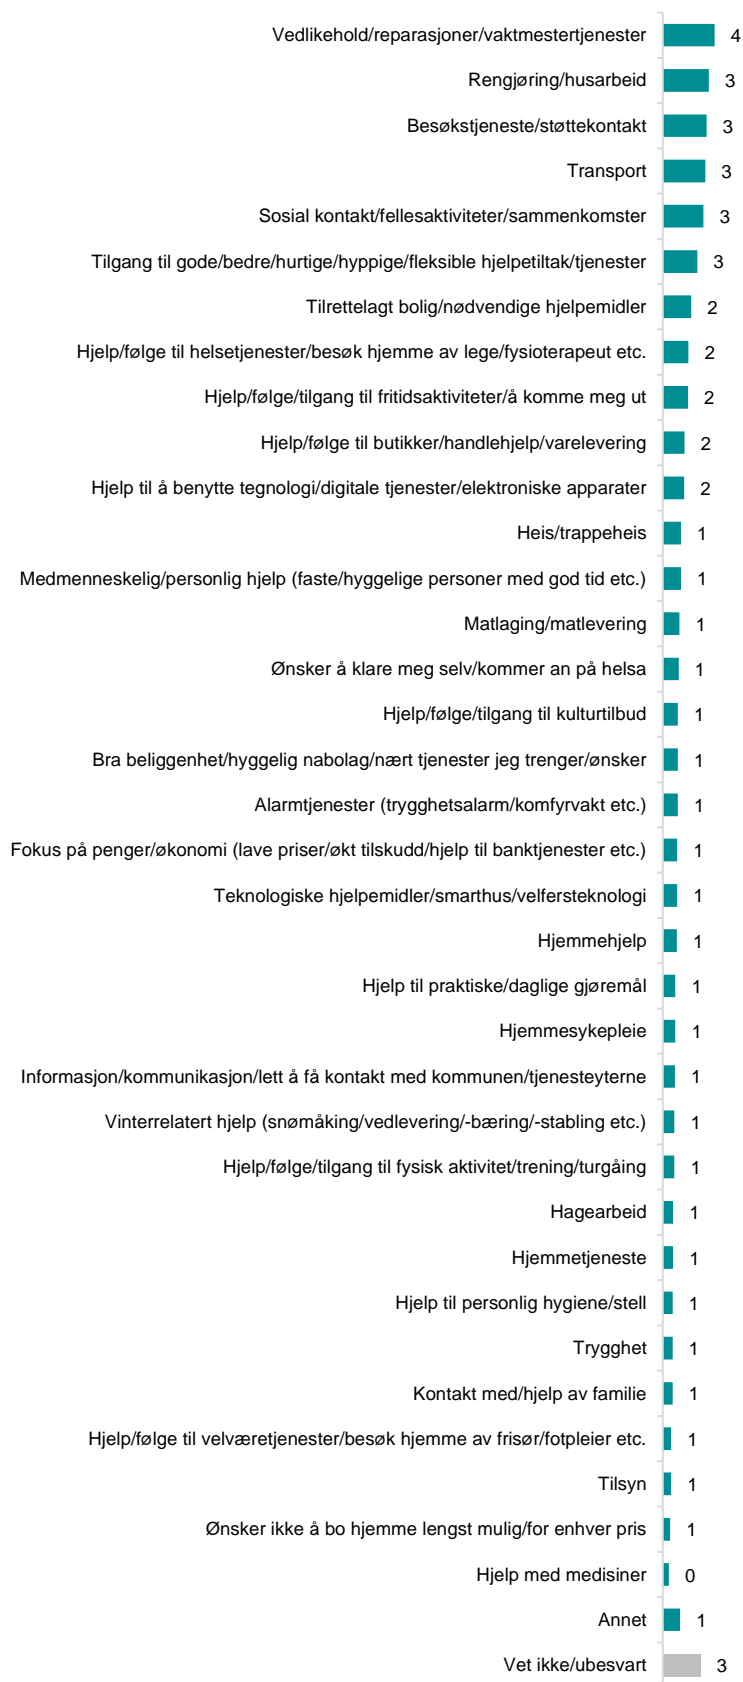 Vedlikehold/reparasjoner/vaktmestertjenester 4
Rengjøring/husarbeid 3
Besøkstjeneste/støttekontakt 3
Transport 3
Sosial kontakt/fellesaktiviteter/sammenkomster 3
Tilgang til gode/bedre/hurtige/hyppige/fleksible hjelpetiltak/tjenester 3
Tilrettelagt bolig/nødvendige hjelpemidler 2
Hjelp/følge til helsetjenester/besøk hjemme av lege/fysioterapeut etc. 2
Hjelp/følge/tilgang til fritidsaktiviteter/å komme meg ut 2
Hjelp/følge til butikker/handlehjelp/varelevering 2
Hjelp til å benytte tegnologi/digitale tjenester/elektroniske apparater 2
Heis/trappeheis 1
Medmenneskelig/personlig hjelp (faste/hyggelige personer med god tid etc.) 1
Matlaging/matlevering 1
Ønsker å klare meg selv/kommer an på helsa 1
Hjelp/følge/tilgang til kulturtilbud 1
Bra beliggenhet/hyggelig nabolag/nært tjenester jeg trenger/ønsker 1
Alarmtjenester (trygghetsalarm/komfyrvakt etc.) 1
Fokus på penger/økonomi (lave priser/økt tilskudd/hjelp til banktjenester etc.) 1
Teknologiske hjelpemidler/smarthus/velfersteknologi 1
Hjemmehjelp 1
Hjelp til praktiske/daglige gjøremål 1
Hjemmesykepleie 1
Informasjon/kommunikasjon/lett å få kontakt med kommunen/tjenesteyterne 1
Vinterrelatert hjelp (snømåking/vedlevering/-bæring/-stabling etc.) 1
Hjelp/følge/tilgang til fysisk aktivitet/trening/turgåing 1
Hagearbeid 1
Hjemmetjeneste 1
Hjelp til personlig hygiene/stell 1
Trygghet 1
Kontakt med/hjelp av familie 1
Hjelp/følge til velværetjenester/besøk hjemme av frisør/fotpleier etc. 1
Tilsyn 1
Ønsker ikke å bo hjemme lengst mulig/for enhver pris 1
Hjelp med medisiner 0
Annet 1
Vet ikke/ubesvart 3